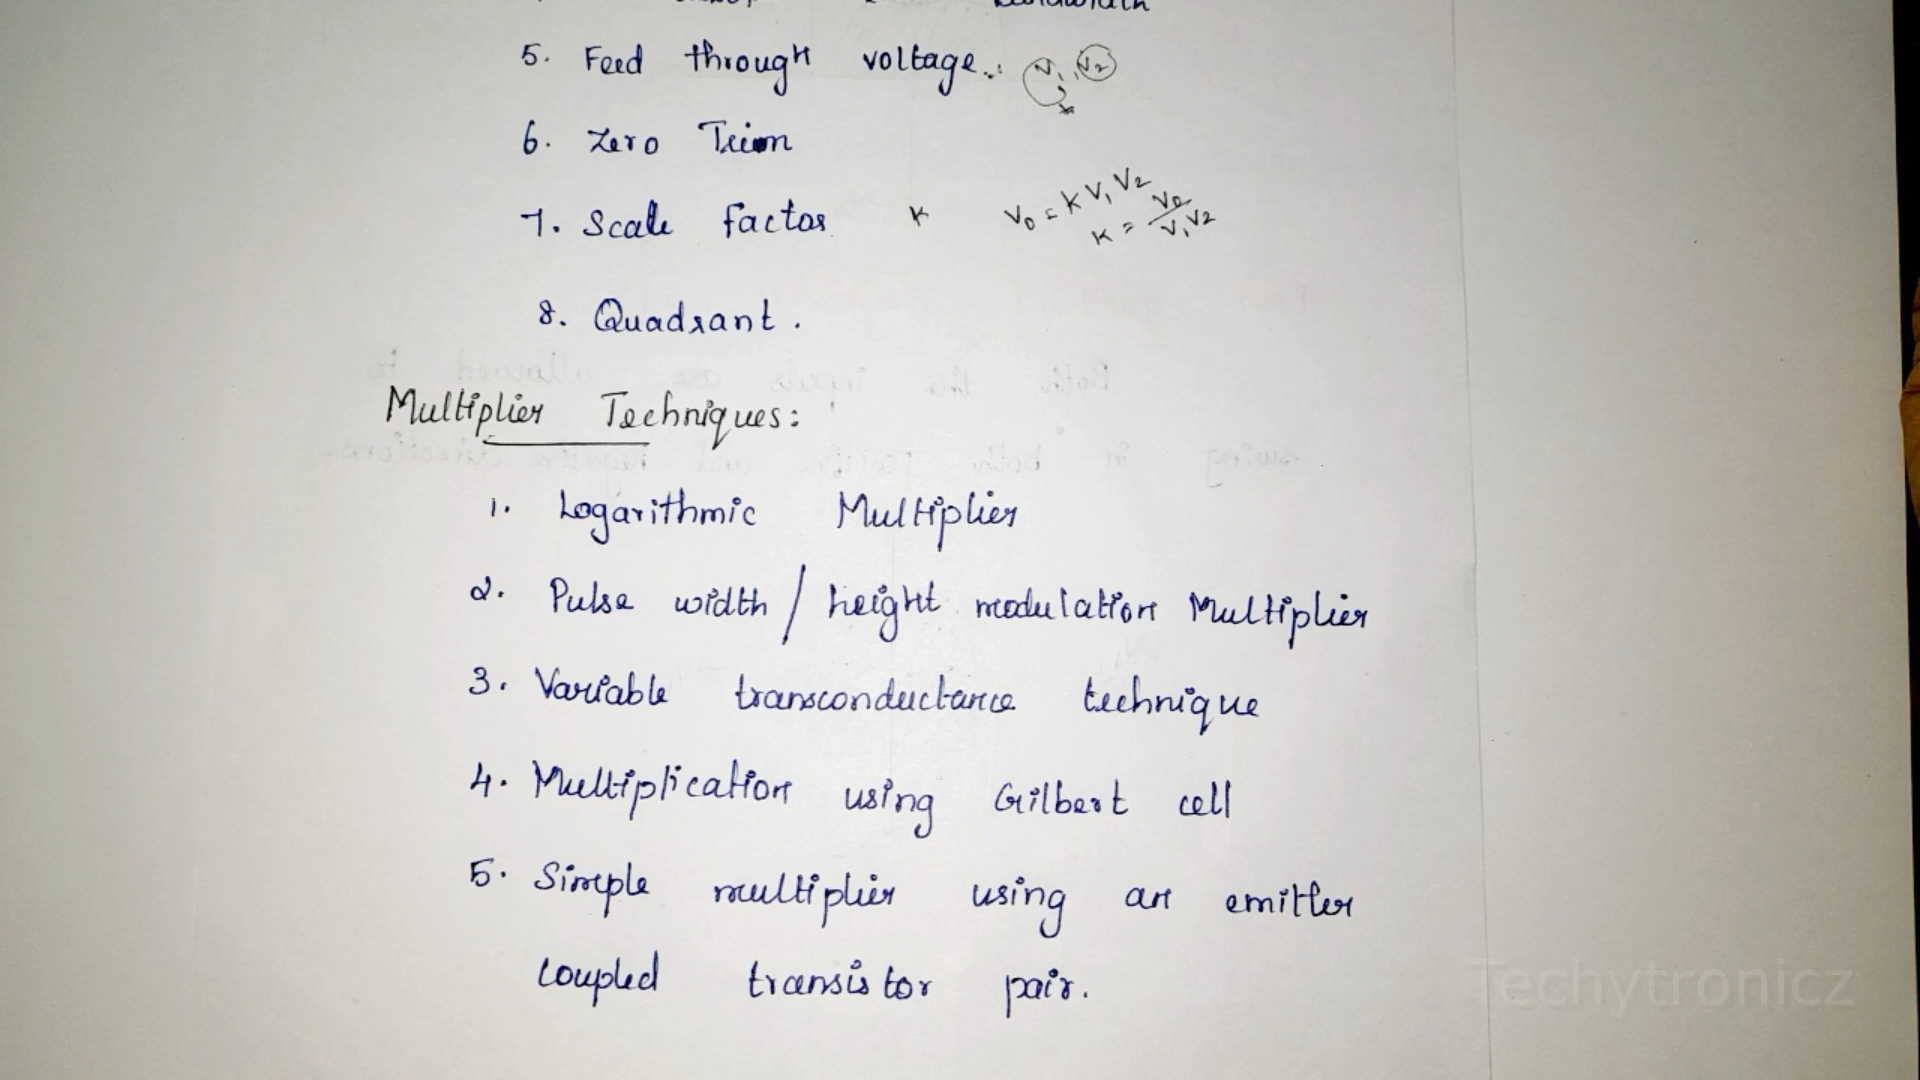 Bandwidth
5. Feed through voltage.: V1, V2
6. Zero Trim
7. Scale factor K V0 = K V1 V2
K = V0 / V1V2
8. Quadrant.
Multiplier Techniques:
1. Logarithmic Multiplier
2. Pulse width / height modulation Multiplier
3. Variable transconductance technique
4. Multiplication using Gilbert cell
5. Simple multiplier using an emitter
coupled transistor pair.
Techytronicz